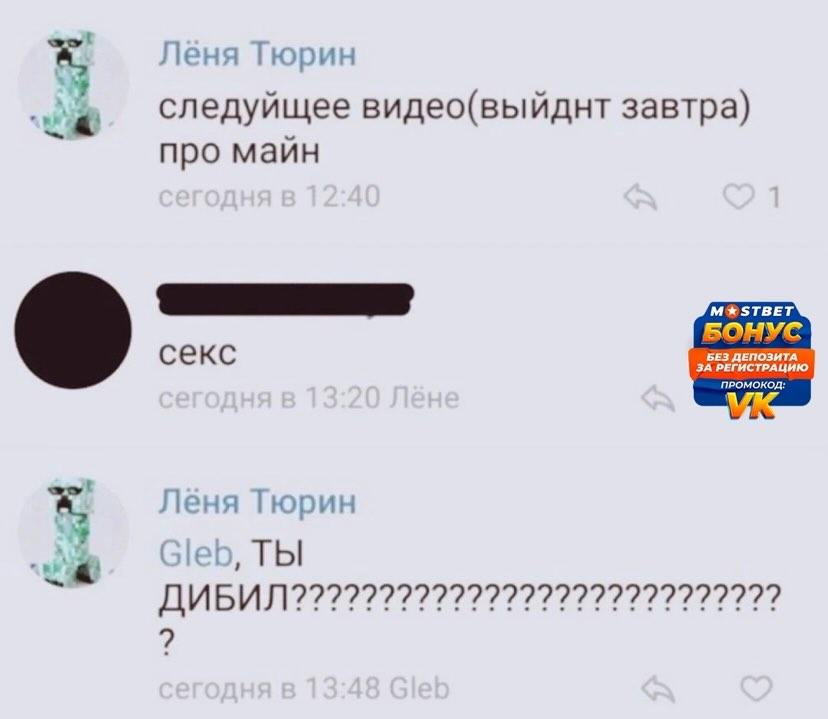 Лёня Тюрин
следуйщее видео(выйднт завтра)
про майн
сегодня в 12:40
1
секс
сегодня в 13:20 Лёне
MOSTBET
БОНУС
БЕЗ ДЕПОЗИТА
ЗА РЕГИСТРАЦИЮ
ПРОМОКОД:
VK
Лёня Тюрин
Gleb, ТЫ
ДИБИЛ????????????????????????????
?
сегодня в 13:48 Gleb